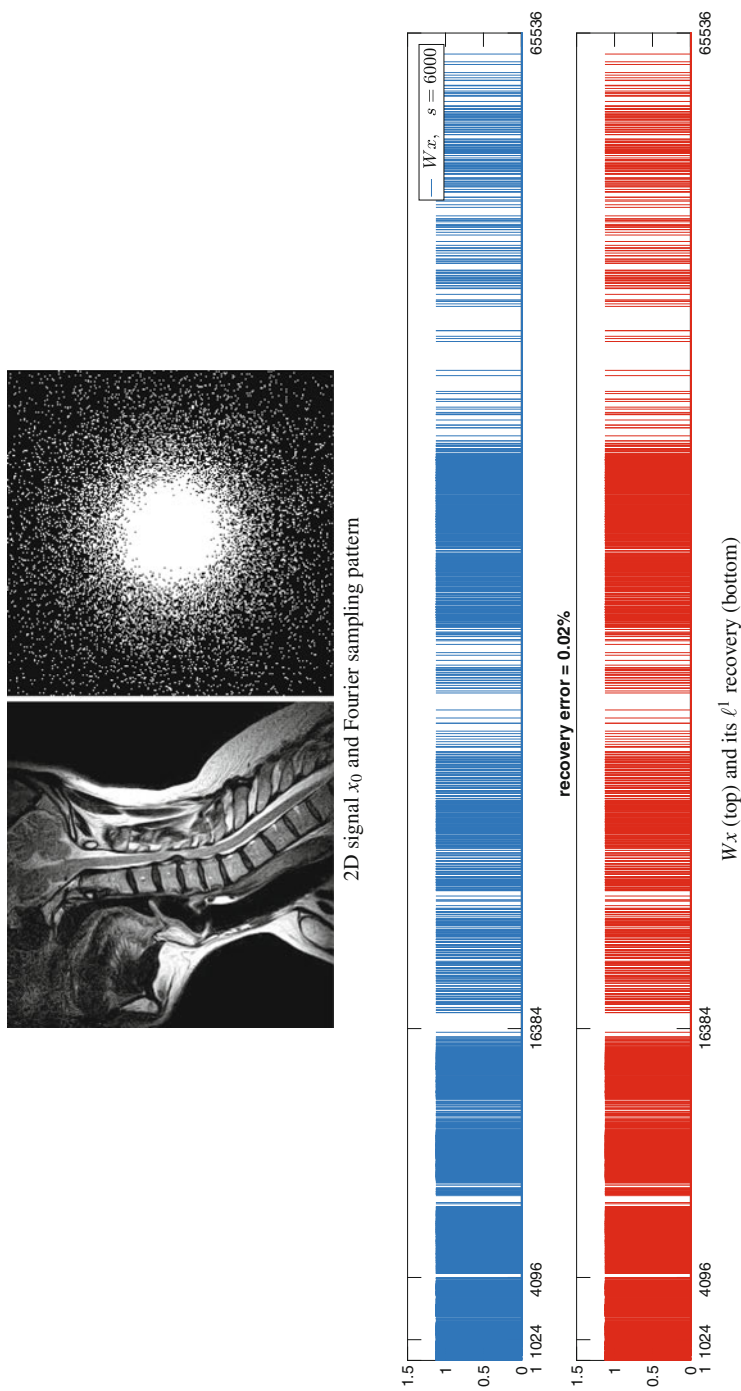 2D signal x₀ and Fourier sampling pattern
1.5
1
0.5
0
— Wx, s = 6000
1 1024 4096 16384 65536
recovery error = 0.02%
1.5
1
0.5
0
1 1024 4096 16384 65536
Wx (top) and its ℓ¹ recovery (bottom)